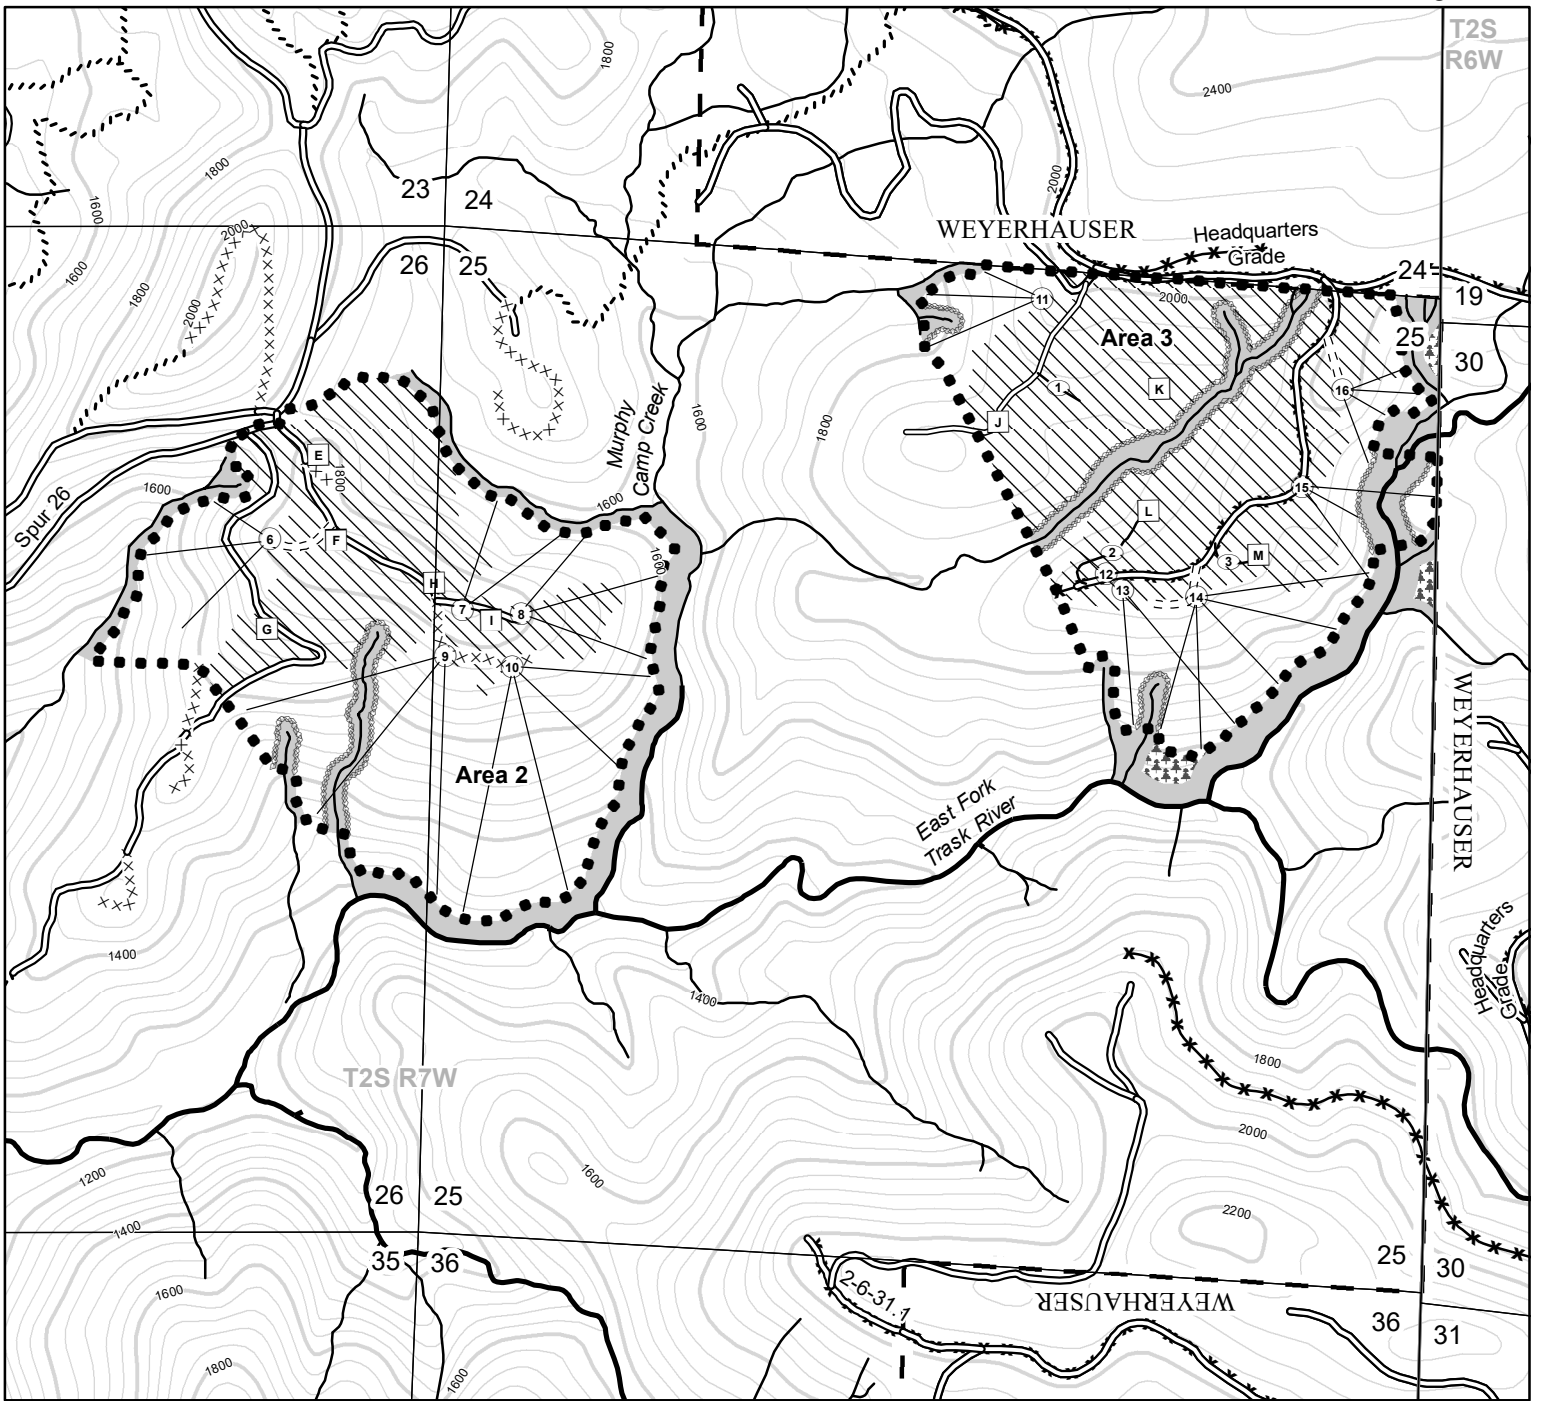 T2S
R6W
2400
1800
1800
23
24
2000
1600
WEYERHAUSER
Headquarters
Grade
2000
26
25
24
19
1600
1800
2000
2000
11
Area 3
25
30
1
K
16
J
Murphy
Camp Creek
1600
1800
E
1800
1600
1600
Spur 26
15
L
6
F
1600
2
M
3
12
13
14
H
7
8
I
G
9
10
WEYERHAUSER
Area 2
East Fork
Trask River
1400
1400
Headquarters
Grade
T2S R7W
1800
2000
1200
1600
26
25
2200
1400
35
36
25
30
1600
2-6-31.1
WEYERHAUSER
36
31
1800
1600